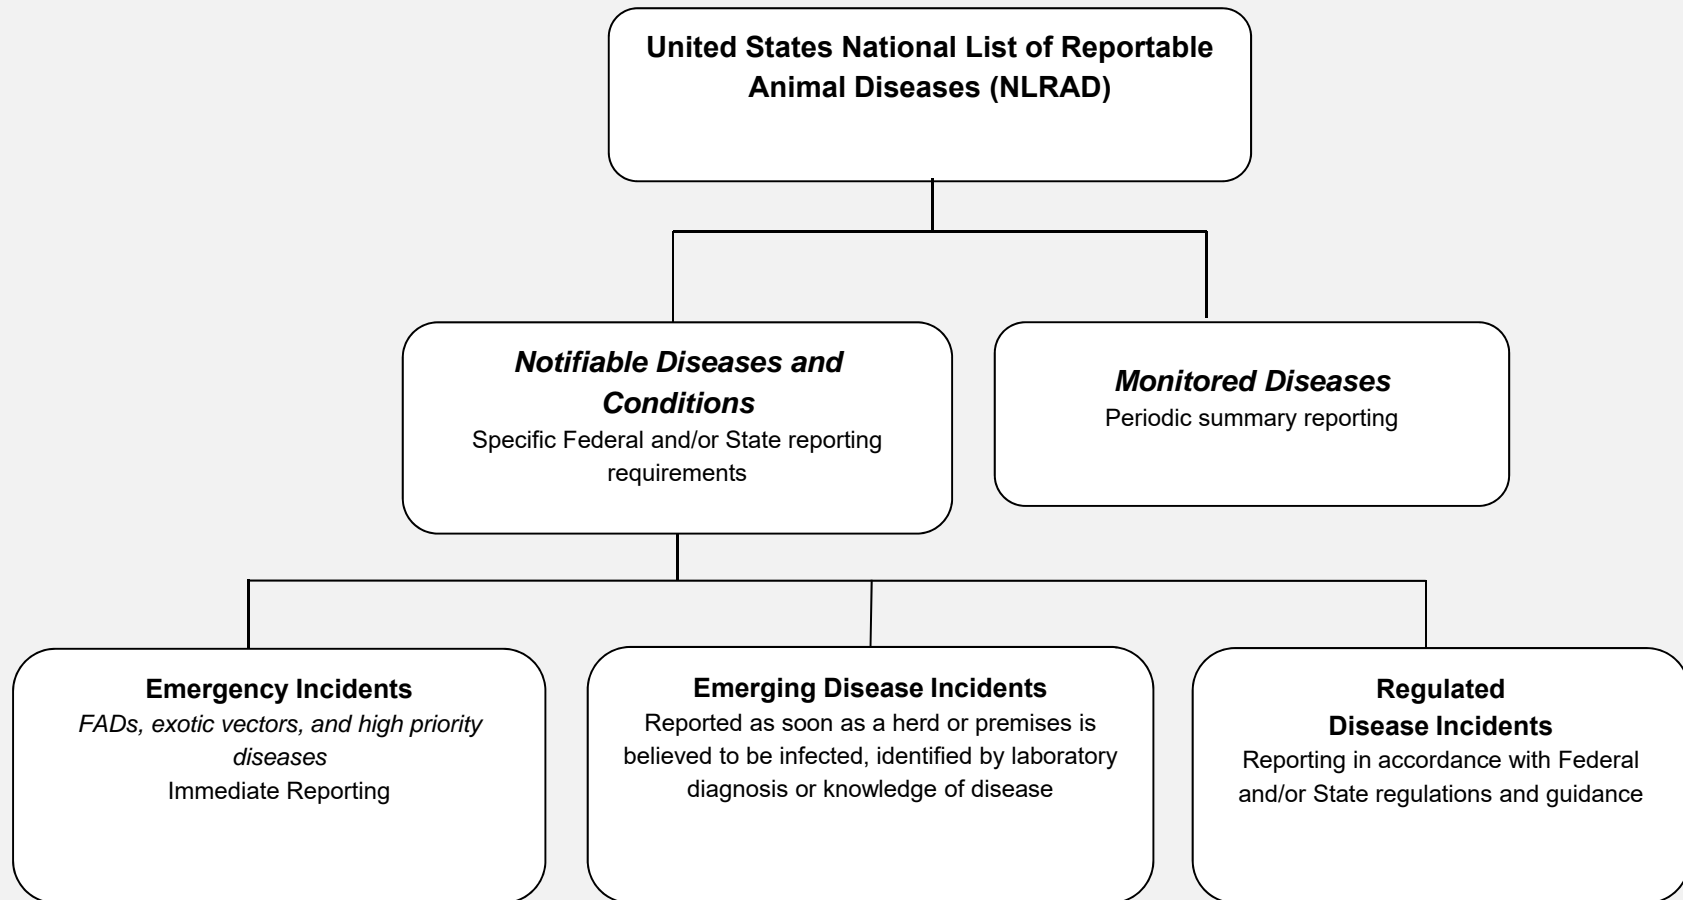 United States National List of Reportable
Animal Diseases (NLRAD)
Notifiable Diseases and
Conditions
Specific Federal and/or State reporting
requirements
Monitored Diseases
Periodic summary reporting
Emergency Incidents
FADs, exotic vectors, and high priority
diseases
Immediate Reporting
Emerging Disease Incidents
Reported as soon as a herd or premises is
believed to be infected, identified by laboratory
diagnosis or knowledge of disease
Regulated
Disease Incidents
Reporting in accordance with Federal
and/or State regulations and guidance